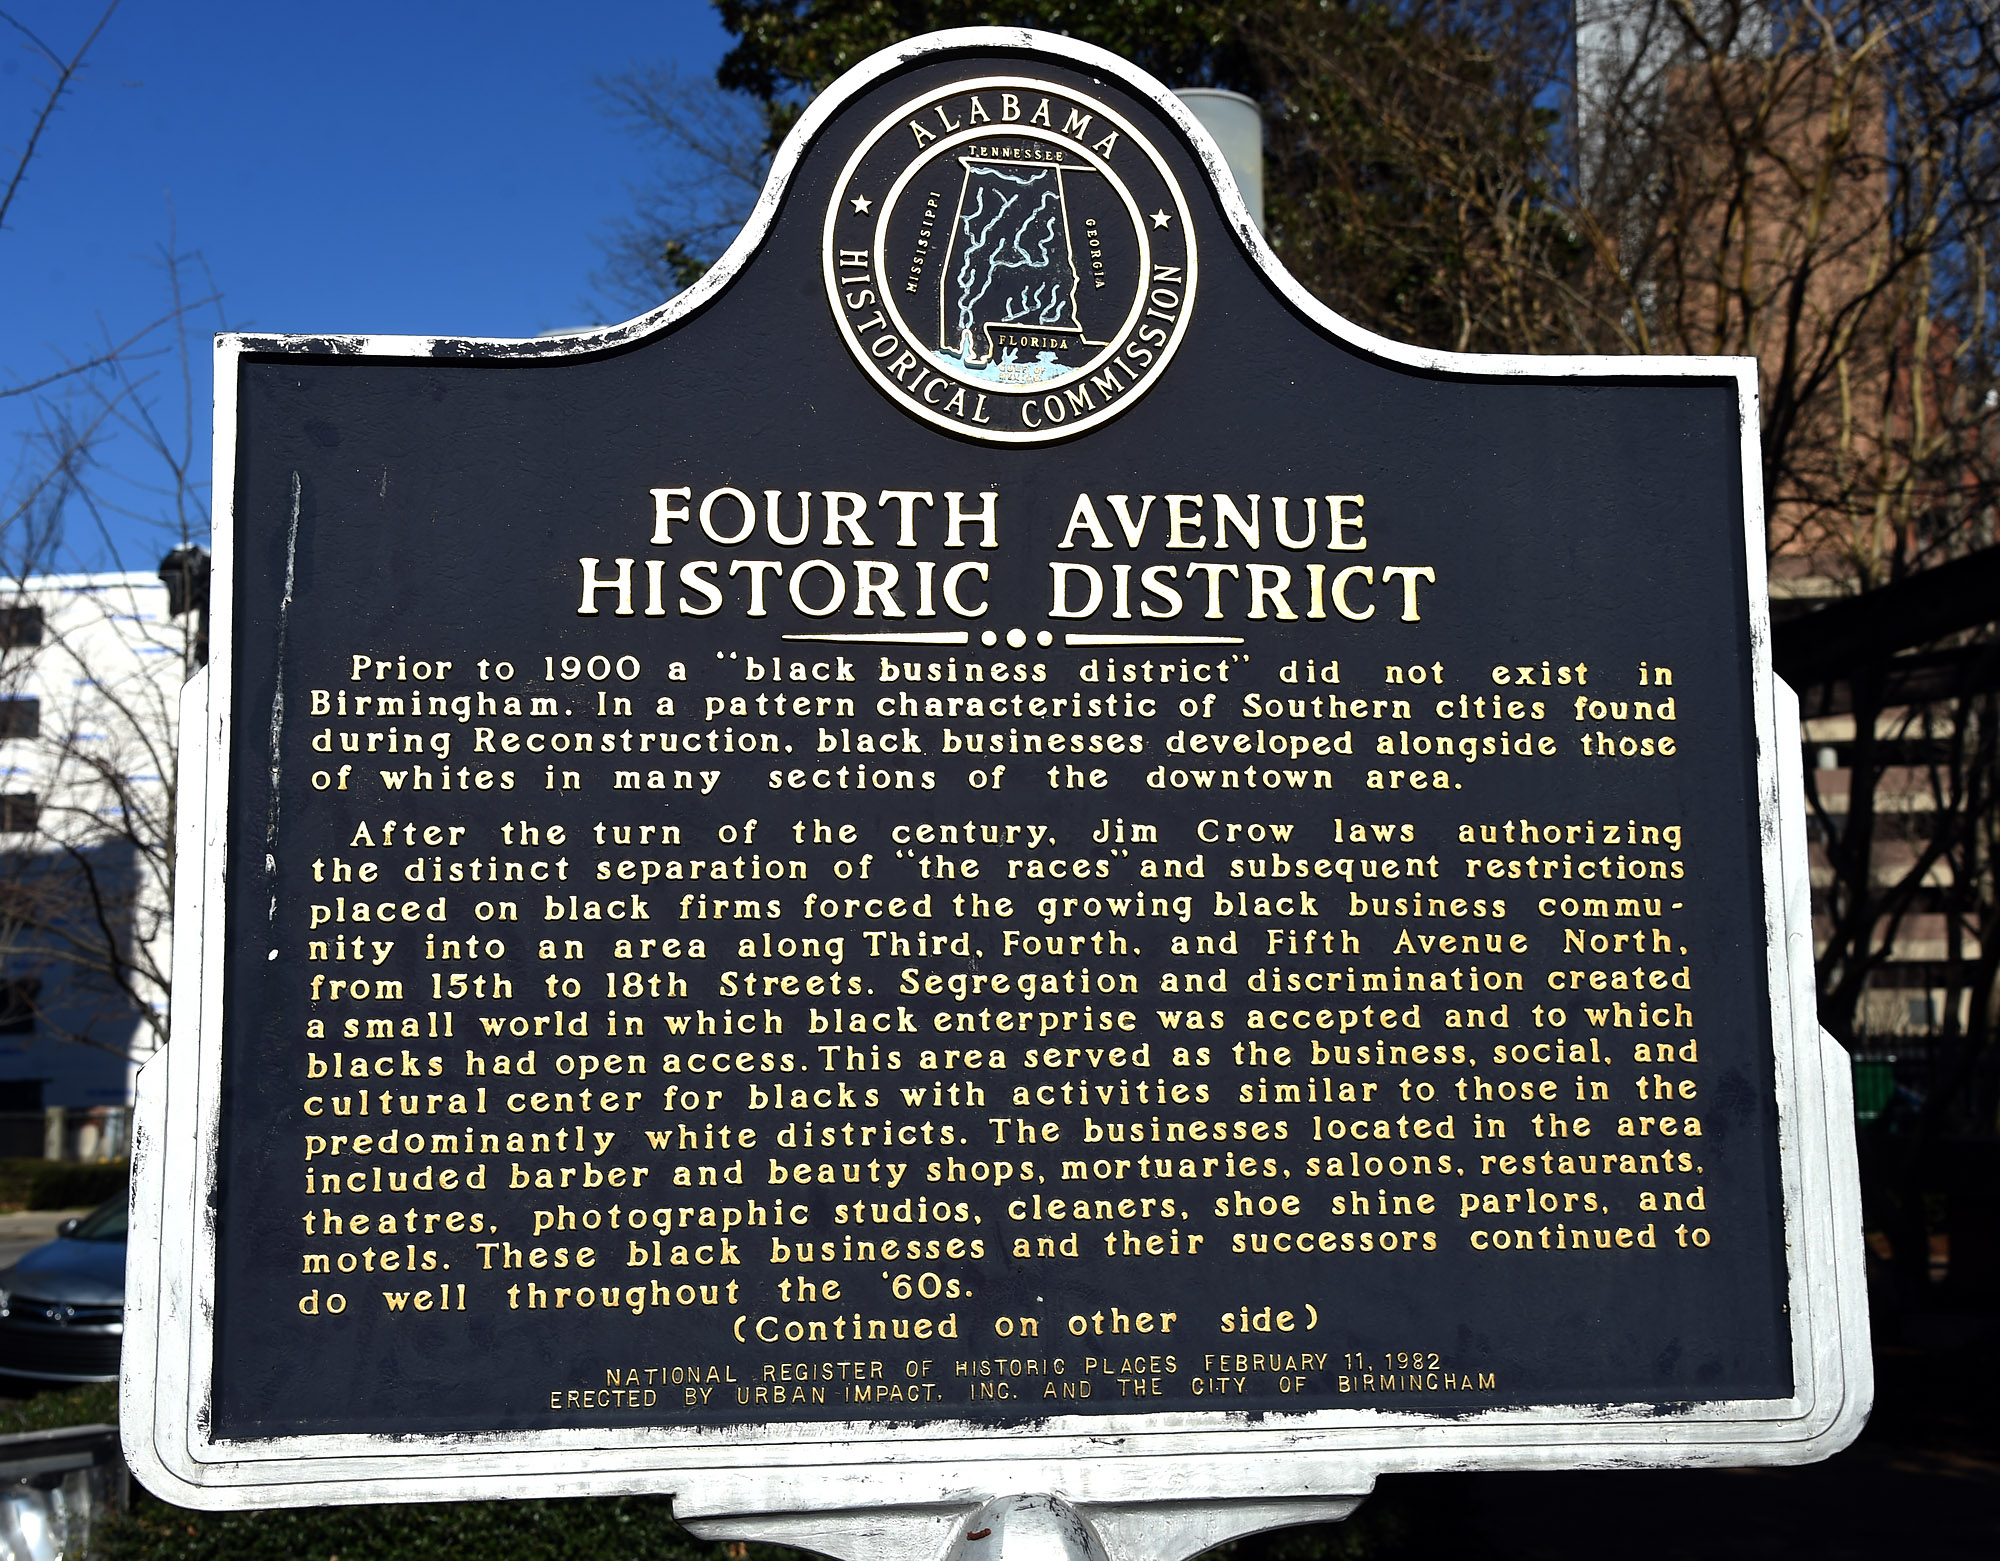 ALABAMA
HISTORICAL COMMISSION
TENNESSEE
MISSISSIPPI
GEORGIA
FLORIDA
GULF OF
MEXICO
FOURTH AVENUE
HISTORIC DISTRICT
Prior to 1900 a "black business district" did not exist in
Birmingham. In a pattern characteristic of Southern cities found
during Reconstruction, black businesses developed alongside those
of whites in many sections of the downtown area.
After the turn of the century, Jim Crow laws authorizing
the distinct separation of "the races" and subsequent restrictions
placed on black firms forced the growing black business commu-
nity into an area along Third, Fourth, and Fifth Avenue North,
from 15th to 18th Streets. Segregation and discrimination created
a small world in which black enterprise was accepted and to which
blacks had open access. This area served as the business, social, and
cultural center for blacks with activities similar to those in the
predominantly white districts. The businesses located in the area
included barber and beauty shops, mortuaries, saloons, restaurants,
theatres, photographic studios, cleaners, shoe shine parlors, and
motels. These black businesses and their successors continued to
do well throughout the '60s.
(Continued on other side)
NATIONAL REGISTER OF HISTORIC PLACES FEBRUARY 11, 1982
ERECTED BY URBAN IMPACT, INC. AND THE CITY OF BIRMINGHAM